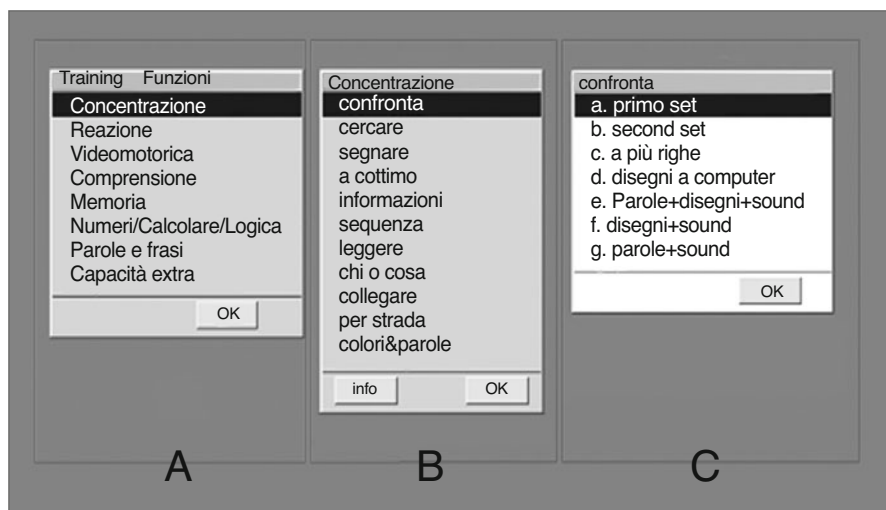 Training Funzioni
Concentrazione
Reazione
Videomotorica
Comprensione
Memoria
Numeri/Calcolare/Logica
Parole e frasi
Capacità extra
OK
A
Concentrazione
confronta
cercare
segnare
a cottimo
informazioni
sequenza
leggere
chi o cosa
collegare
per strada
colori&parole
info OK
B
confronta
a. primo set
b. second set
c. a più righe
d. disegni a computer
e. Parole+disegni+sound
f. disegni+sound
g. parole+sound
OK
C